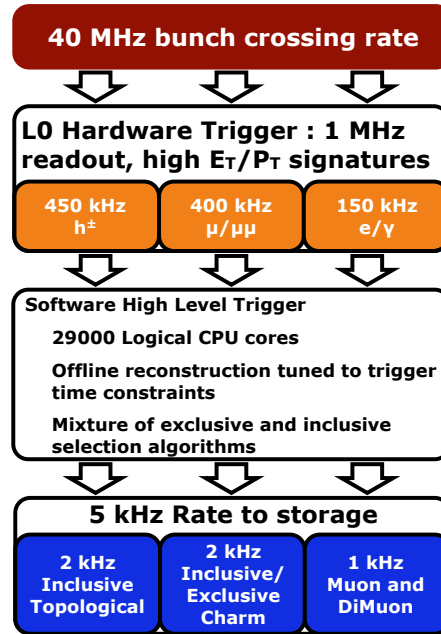 40 MHz bunch crossing rate
L0 Hardware Trigger : 1 MHz
readout, high ET/PT signatures
450 kHz
h±
400 kHz
µ/µµ
150 kHz
e/γ
Software High Level Trigger
29000 Logical CPU cores
Offline reconstruction tuned to trigger
time constraints
Mixture of exclusive and inclusive
selection algorithms
5 kHz Rate to storage
2 kHz
Inclusive
Topological
2 kHz
Inclusive/
Exclusive
Charm
1 kHz
Muon and
DiMuon